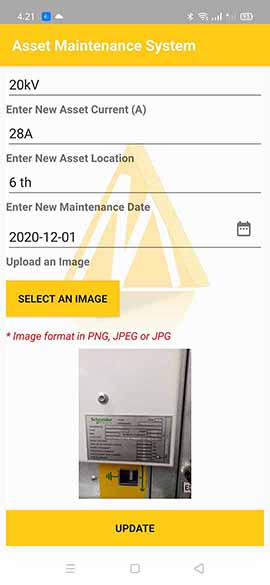 4.21
Asset Maintenance System
20kV
Enter New Asset Current (A)
28A
Enter New Asset Location
6 th
Enter New Maintenance Date
2020-12-01
Upload an Image
SELECT AN IMAGE
* Image format in PNG, JPEG or JPG
Schneider
UPDATE